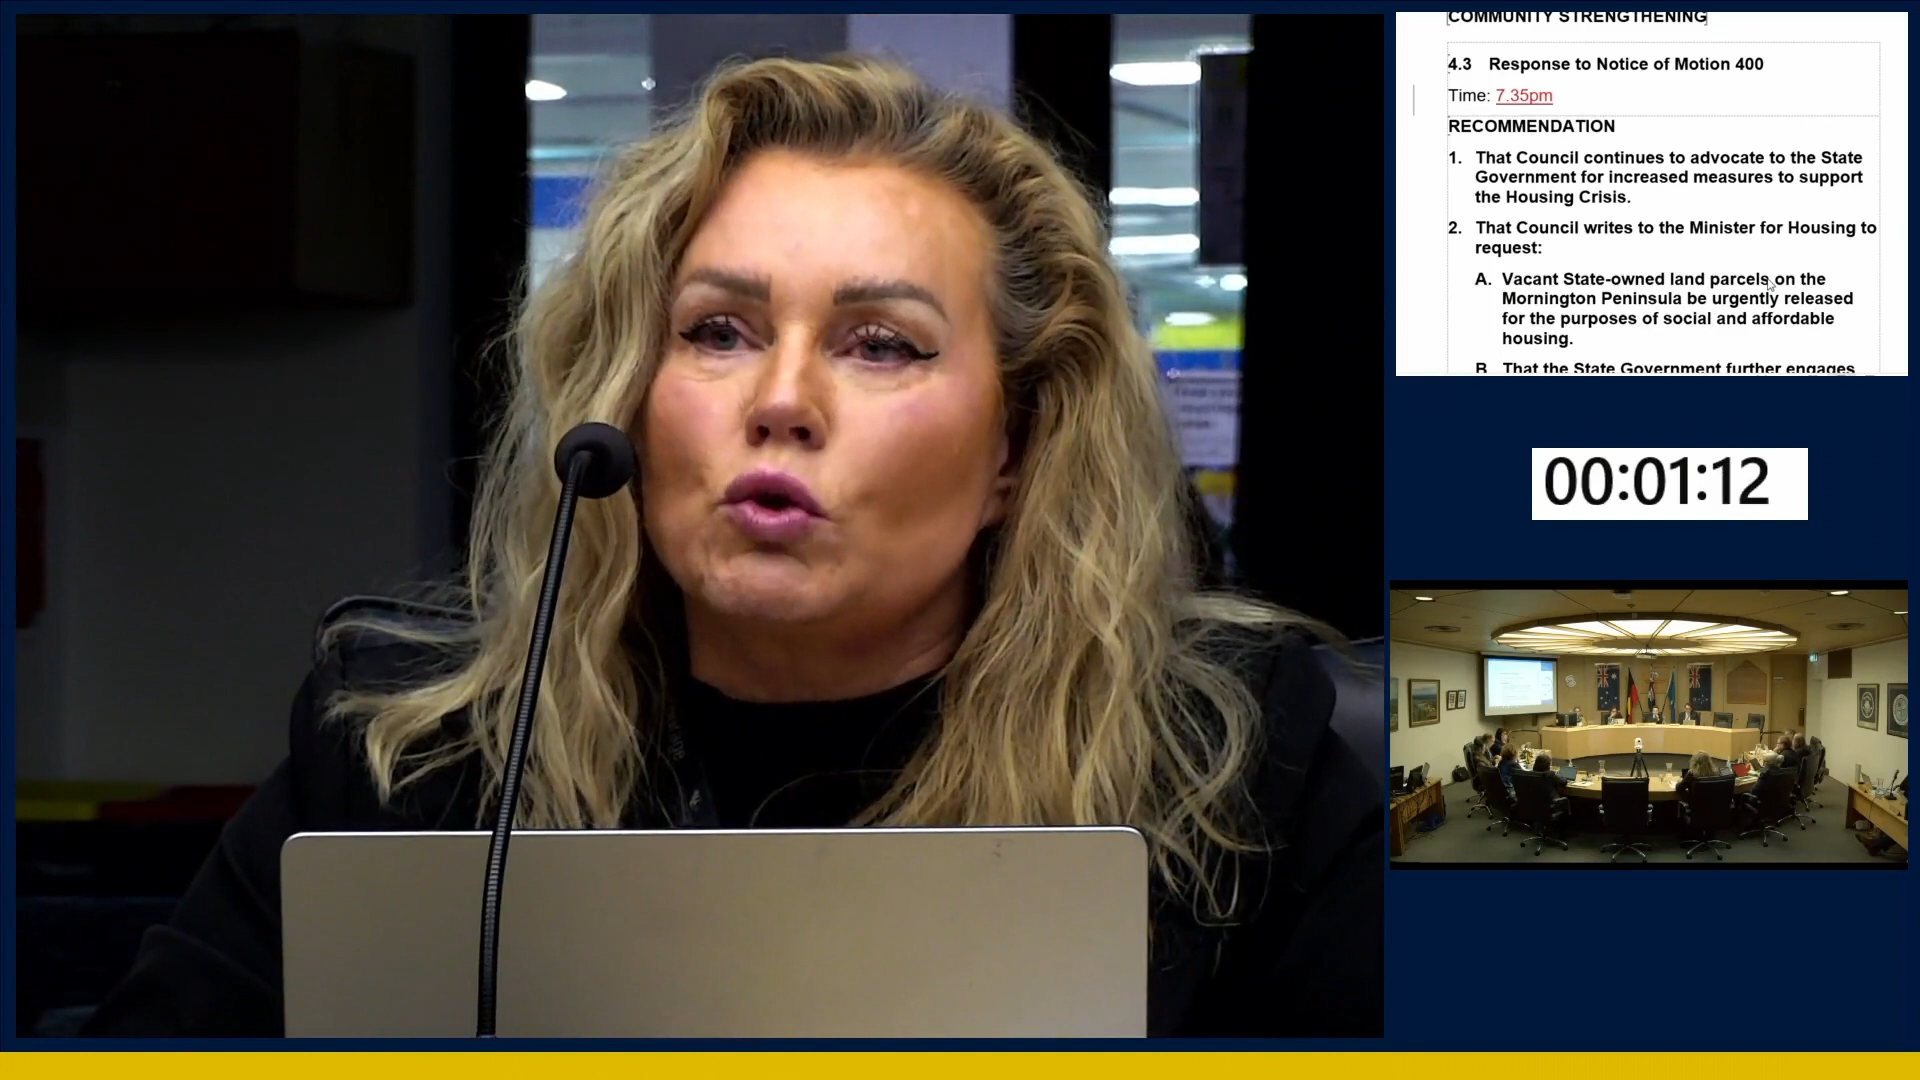 COMMUNITY STRENGTHENING
4.3 Response to Notice of Motion 400
Time: 7.35pm
RECOMMENDATION
1. That Council continues to advocate to the State
Government for increased measures to support
the Housing Crisis.
2. That Council writes to the Minister for Housing to
request:
A. Vacant State-owned land parcels on the
Mornington Peninsula be urgently released
for the purposes of social and affordable
housing.
B. That the State Government further engages
00:01:12